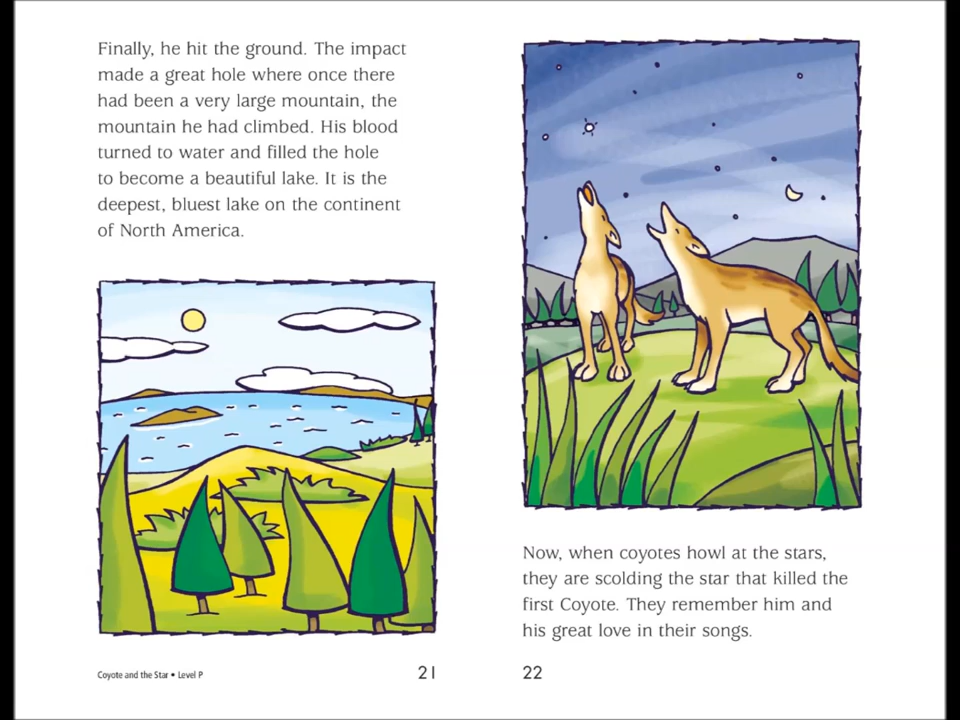 Finally, he hit the ground. The impact
made a great hole where once there
had been a very large mountain, the
mountain he had climbed. His blood
turned to water and filled the hole
to become a beautiful lake. It is the
deepest, bluest lake on the continent
of North America.
Coyote and the Star • Level P
21
Now, when coyotes howl at the stars,
they are scolding the star that killed the
first Coyote. They remember him and
his great love in their songs.
22